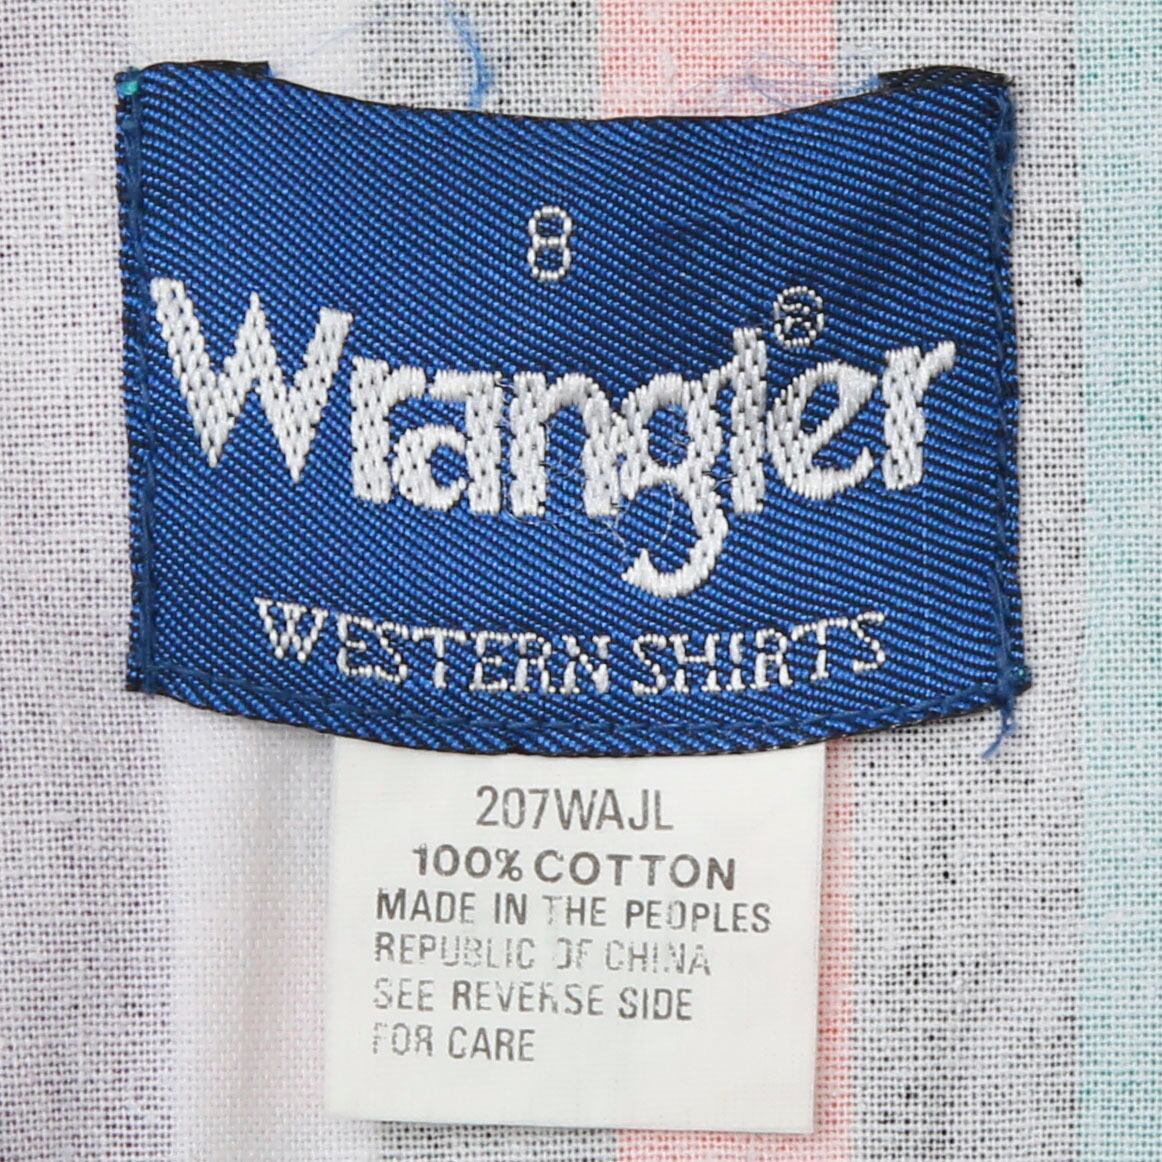 8
Wrangler®
WESTERN SHIRTS
207WAJL
100% COTTON
MADE IN THE PEOPLES
REPUBLIC OF CHINA
SEE REVERSE SIDE
FOR CARE